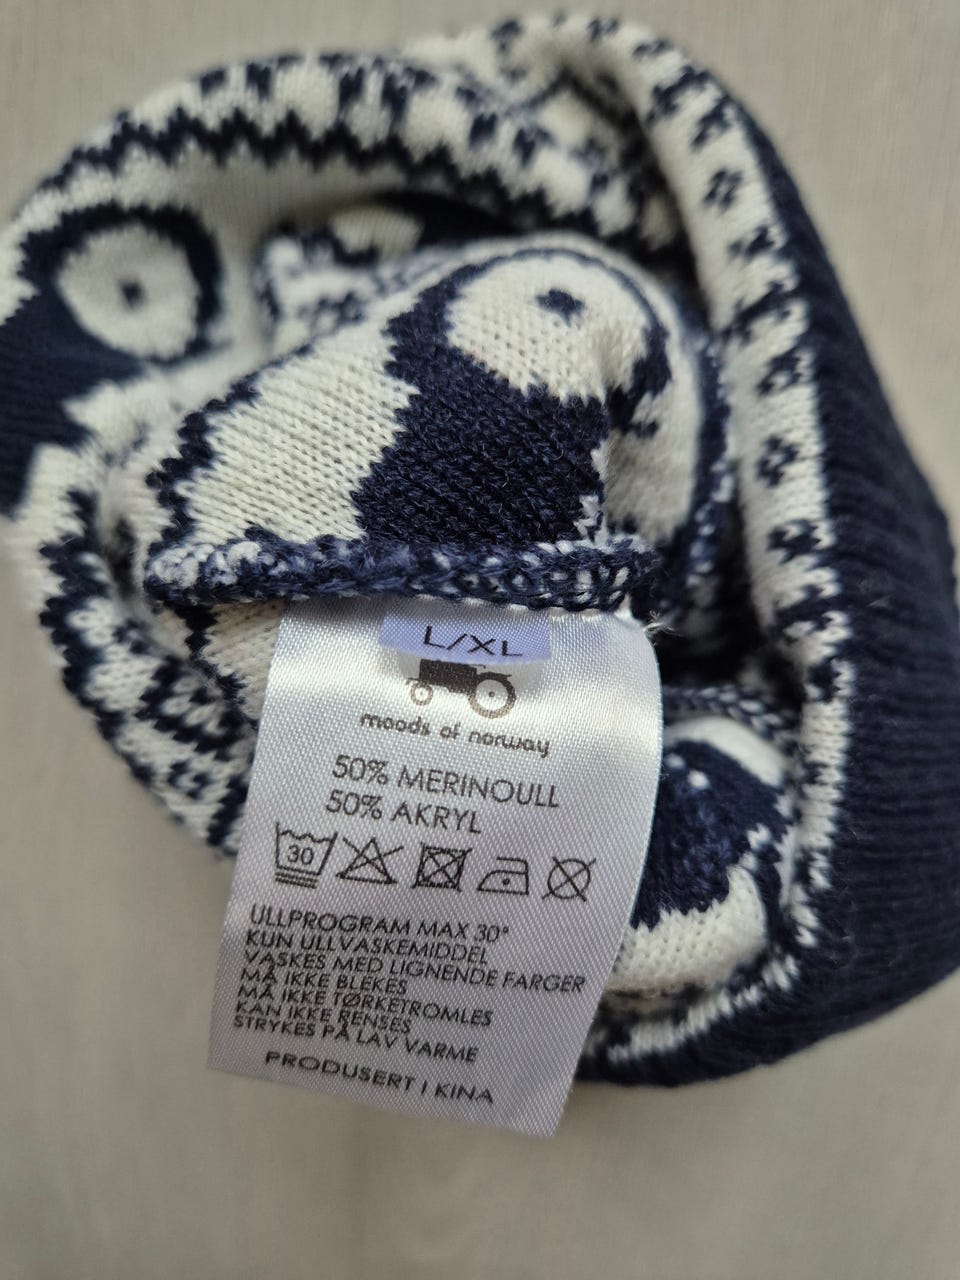 L/XL
moods of norway
50% MERINOULL
50% AKRYL
30
ULLPROGRAM MAX 30°
KUN ULLVASKEMIDDEL
VASKES MED LIGNENDE FARGER
MÅ IKKE BLEKES
MÅ IKKE TØRKETROMLES
KAN IKKE RENSES
STRYKES PÅ LAV VARME
PRODUSERT I KINA